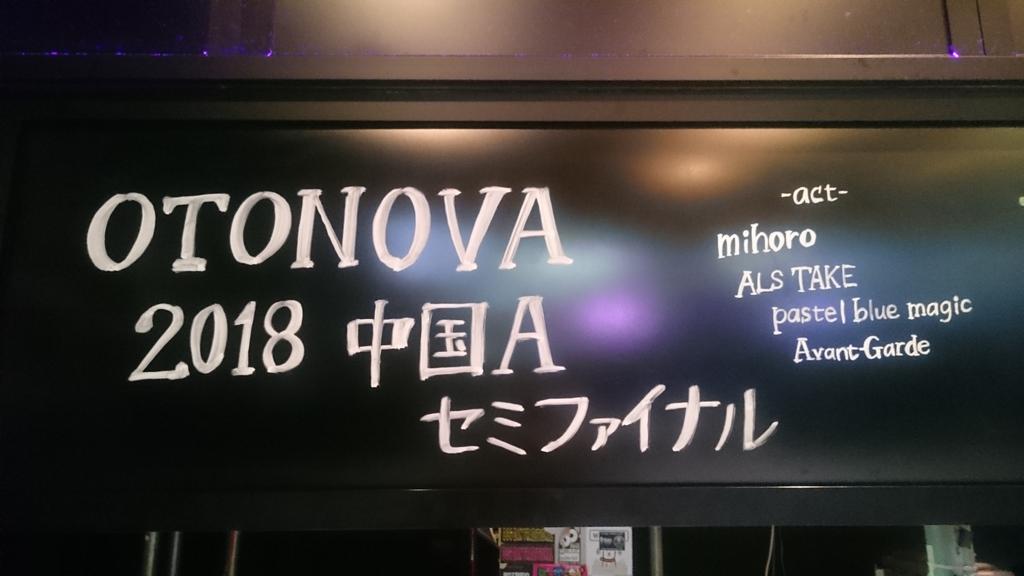 OTONOVA
2018 中国A
セミファイナル
-act-
mihoro
ALS TAKE
pastel blue magic
Avant-Garde